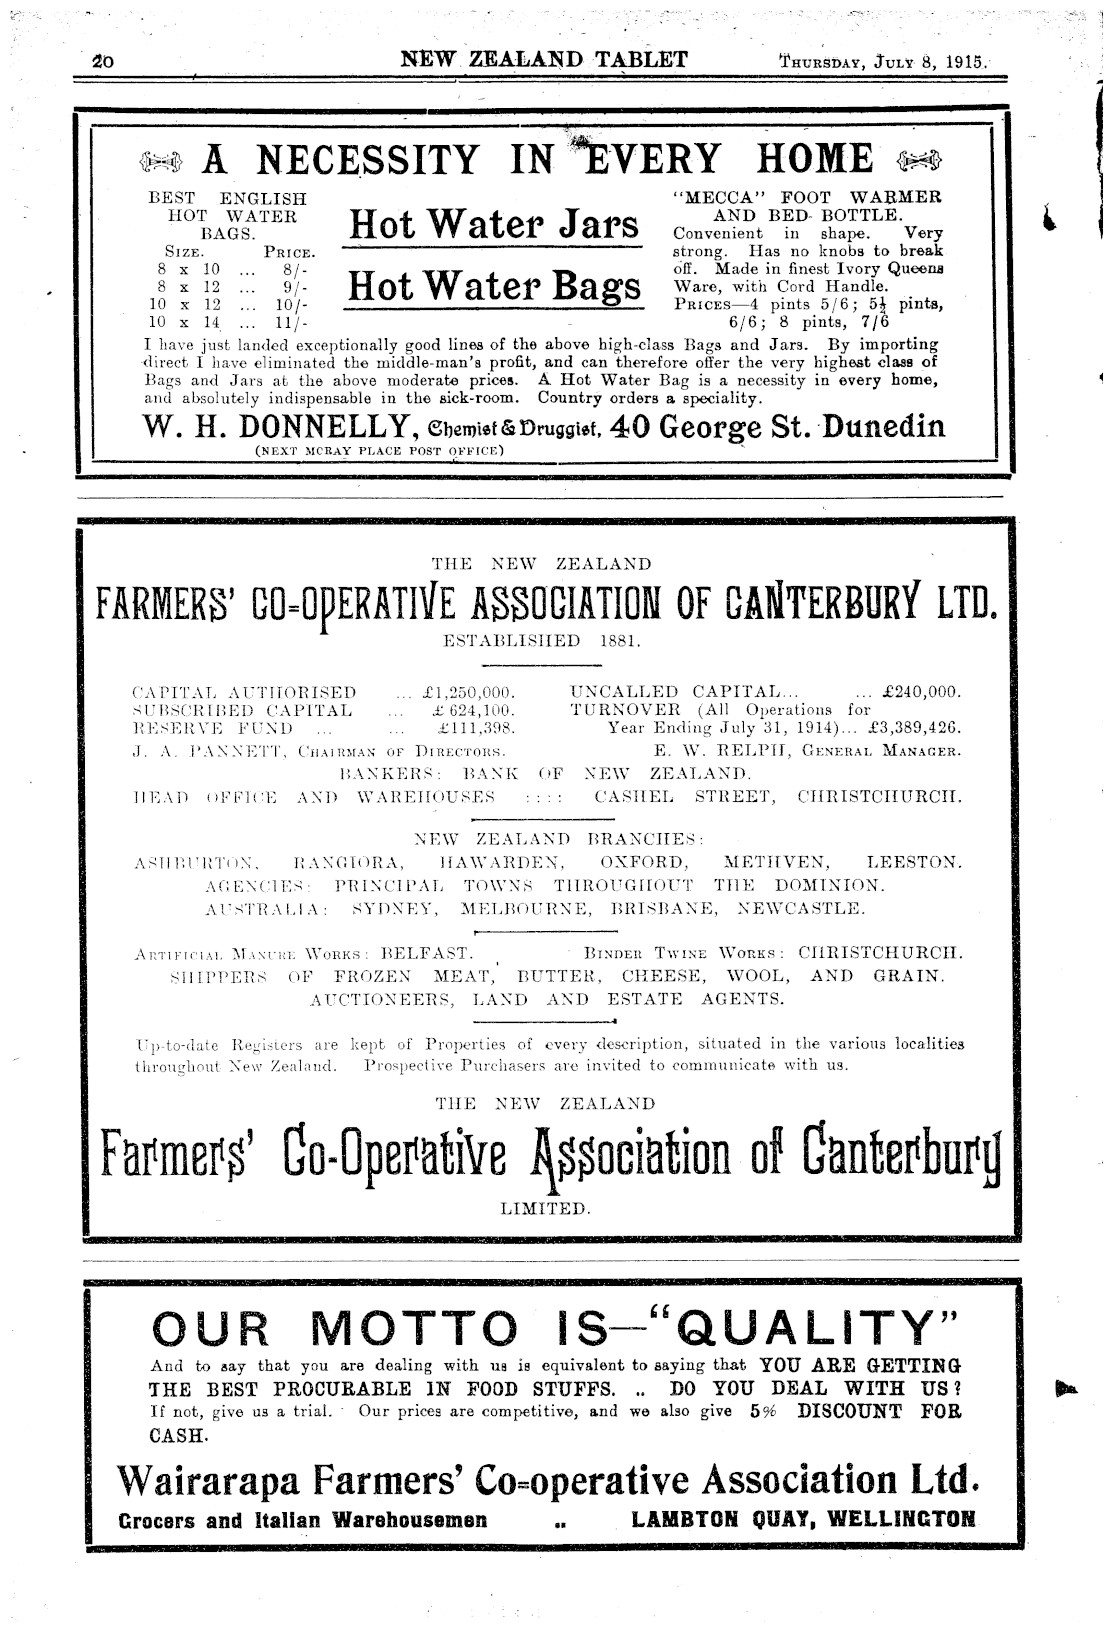 20 NEW ZEALAND TABLET THURSDAY, JULY 8, 1915.
A NECESSITY IN EVERY HOME
BEST ENGLISH
HOT WATER
BAGS.
SIZE. PRICE.
8 x 10 ... 8/-
8 x 12 ... 9/-
10 x 12 ... 10/-
10 x 14 ... 11/-
Hot Water Jars
Hot Water Bags
"MECCA" FOOT WARMER
AND BED- BOTTLE.
Convenient in shape. Very
strong. Has no knobs to break
off. Made in finest Ivory Queens
Ware, with Cord Handle.
PRICES—4 pints 5/6; 5½ pints,
6/6; 8 pints, 7/6
I have just landed exceptionally good lines of the above high-class Bags and Jars. By importing
direct I have eliminated the middle-man's profit, and can therefore offer the very highest class of
Bags and Jars at the above moderate prices. A Hot Water Bag is a necessity in every home,
and absolutely indispensable in the sick-room. Country orders a speciality.
W. H. DONNELLY, Chemist & Druggist, 40 George St. Dunedin
(NEXT MCRAY PLACE POST OFFICE)
THE NEW ZEALAND
FARMERS' CO=OPERATIVE ASSOCIATION OF CANTERBURY LTD.
ESTABLISHED 1881.
CAPITAL AUTHORISED ... £1,250,000.
SUBSCRIBED CAPITAL ... £ 624,100.
RESERVE FUND ... ... £111,398.
UNCALLED CAPITAL... ... £240,000.
TURNOVER (All Operations for
Year Ending July 31, 1914)... £3,389,426.
J. A. PANNETT, CHAIRMAN OF DIRECTORS. E. W. RELPH, GENERAL MANAGER.
BANKERS: BANK OF NEW ZEALAND.
HEAD OFFICE AND WAREHOUSES :::: CASHEL STREET, CHRISTCHURCH.
NEW ZEALAND BRANCHES:
ASHBURTON, RANGIORA, HAWARDEN, OXFORD, METHVEN, LEESTON.
AGENCIES: PRINCIPAL TOWNS THROUGHOUT THE DOMINION.
AUSTRALIA: SYDNEY, MELBOURNE, BRISBANE, NEWCASTLE.
ARTIFICIAL MANURE WORKS: BELFAST. BINDER TWINE WORKS: CHRISTCHURCH.
SHIPPERS OF FROZEN MEAT, BUTTER, CHEESE, WOOL, AND GRAIN.
AUCTIONEERS, LAND AND ESTATE AGENTS.
Up-to-date Registers are kept of Properties of every description, situated in the various localities
throughout New Zealand. Prospective Purchasers are invited to communicate with us.
THE NEW ZEALAND
Farmers' Co-Operative Association of Canterbury
LIMITED.
OUR MOTTO IS—"QUALITY"
And to say that you are dealing with us is equivalent to saying that YOU ARE GETTING
THE BEST PROCURABLE IN FOOD STUFFS. .. DO YOU DEAL WITH US?
If not, give us a trial. Our prices are competitive, and we also give 5% DISCOUNT FOR
CASH.
Wairarapa Farmers' Co=operative Association Ltd.
Grocers and Italian Warehousemen .. LAMBTON QUAY, WELLINGTON